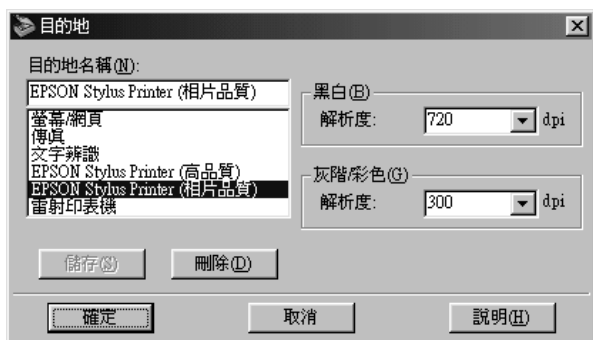 目的地
目的地名稱(N):
EPSON Stylus Printer (相片品質)
螢幕/網頁
傳眞
文字辨識
EPSON Stylus Printer (高品質)
EPSON Stylus Printer (相片品質)
雷射印表機
黑白(B)
解析度: 720 dpi
灰階/彩色(G)
解析度: 300 dpi
儲存(S) 刪除(D)
確定 取消 說明(H)